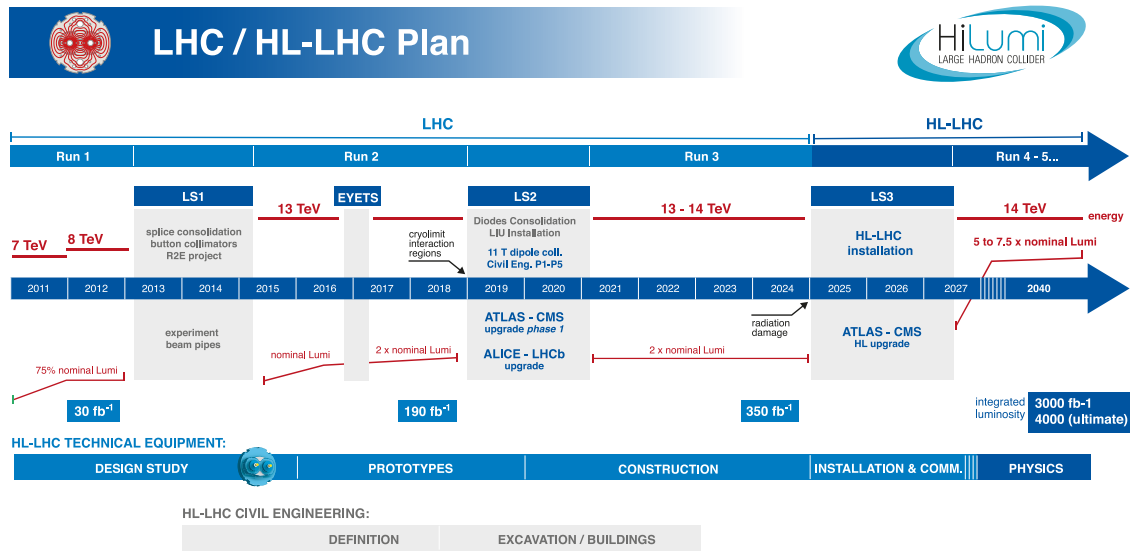 LHC / HL-LHC Plan
HiLumi
LARGE HADRON COLLIDER
LHC
HL-LHC
Run 1
Run 2
Run 3
Run 4 - 5...
LS1
EYETS
LS2
LS3
13 TeV
13 - 14 TeV
14 TeV
energy
splice consolidation
button collimators
R2E project
Diodes Consolidation
LIU Installation
11 T dipole coll.
Civil Eng. P1-P5
cryolimit
interaction
regions
HL-LHC
installation
7 TeV
8 TeV
5 to 7.5 x nominal Lumi
2011
2012
2013
2014
2015
2016
2017
2018
2019
2020
2021
2022
2023
2024
2025
2026
2027
2040
experiment
beam pipes
ATLAS - CMS
upgrade phase 1
ALICE - LHCb
upgrade
radiation
damage
ATLAS - CMS
HL upgrade
75% nominal Lumi
nominal Lumi
2 x nominal Lumi
2 x nominal Lumi
30 fb-1
190 fb-1
350 fb-1
integrated
luminosity
3000 fb-1
4000 (ultimate)
HL-LHC TECHNICAL EQUIPMENT:
DESIGN STUDY
PROTOTYPES
CONSTRUCTION
INSTALLATION & COMM.
PHYSICS
HL-LHC CIVIL ENGINEERING:
DEFINITION
EXCAVATION / BUILDINGS